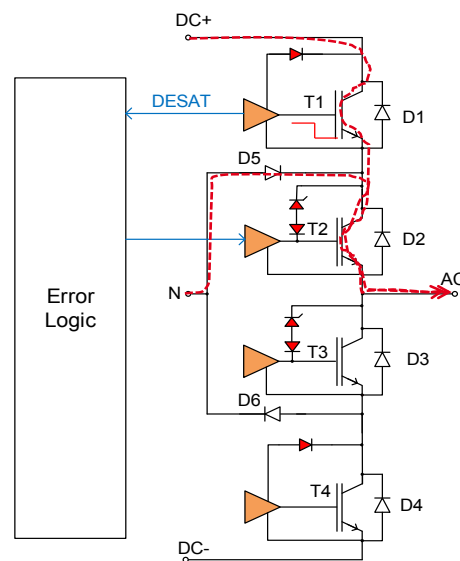 DC+
DESAT
T1
D1
D5
T2
D2
N
AC
Error
Logic
T3
D3
D6
T4
D4
DC-